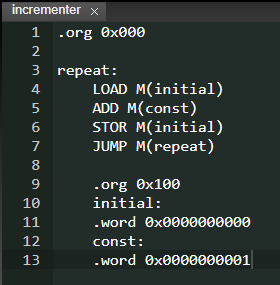 incrementer ×
1 .org 0x000
2
3 repeat:
4 LOAD M(initial)
5 ADD M(const)
6 STOR M(initial)
7 JUMP M(repeat)
8
9 .org 0x100
10 initial:
11 .word 0x0000000000
12 const:
13 .word 0x0000000001